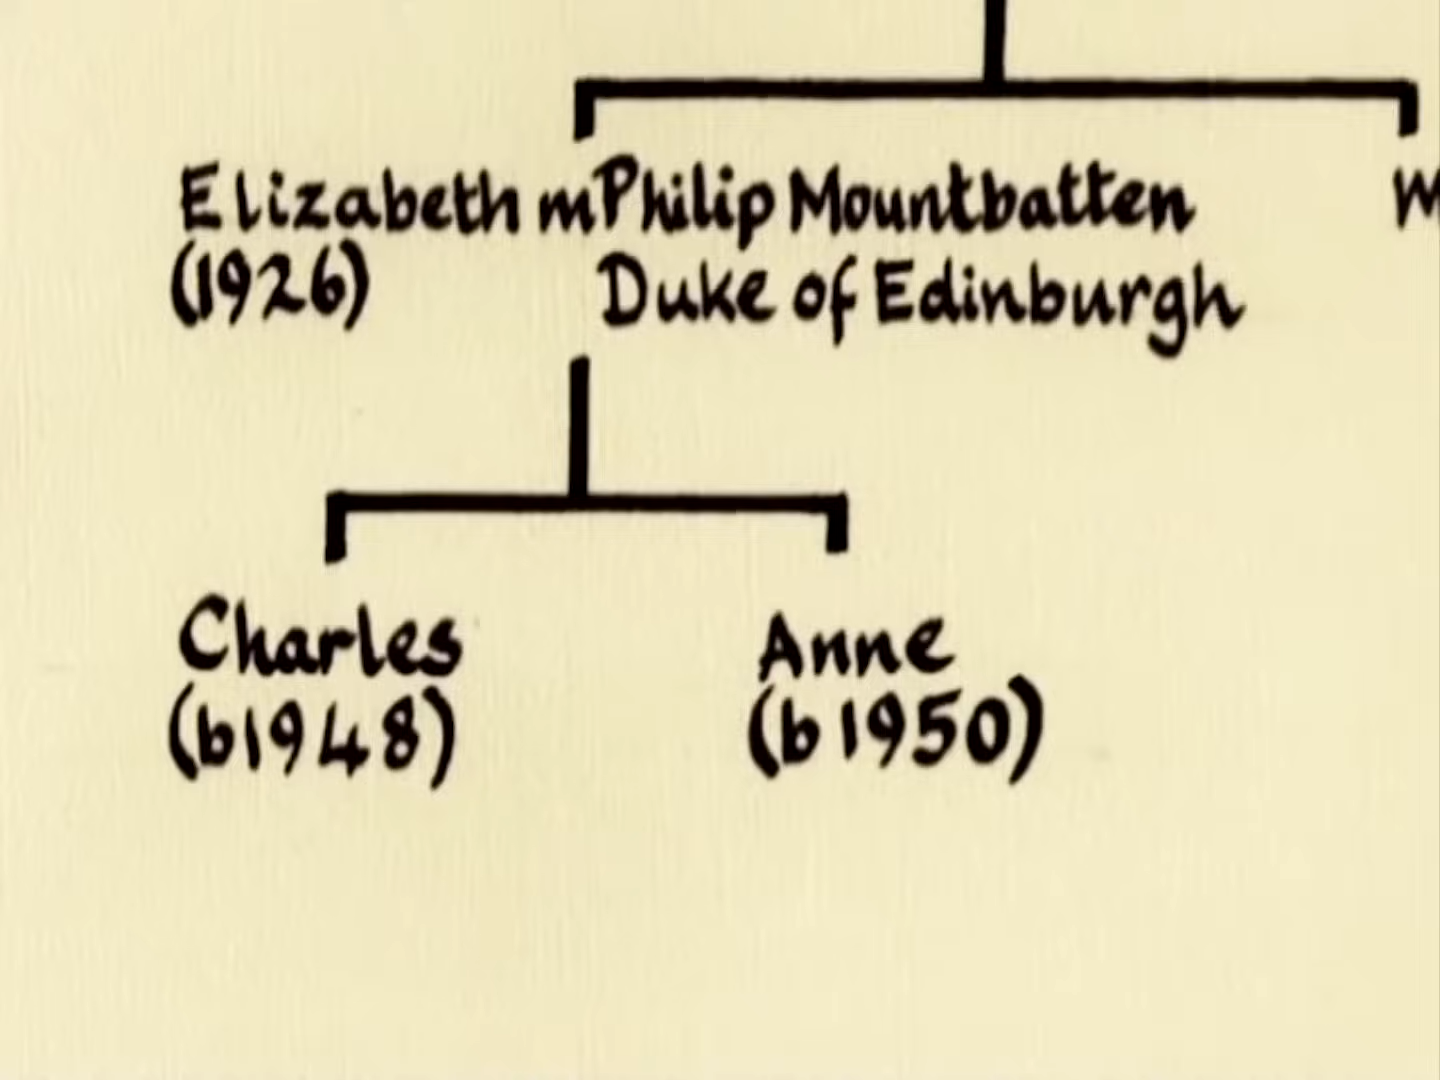 Elizabeth m Philip Mountbatten
(1926) Duke of Edinburgh
Charles Anne
(b1948) (b1950)